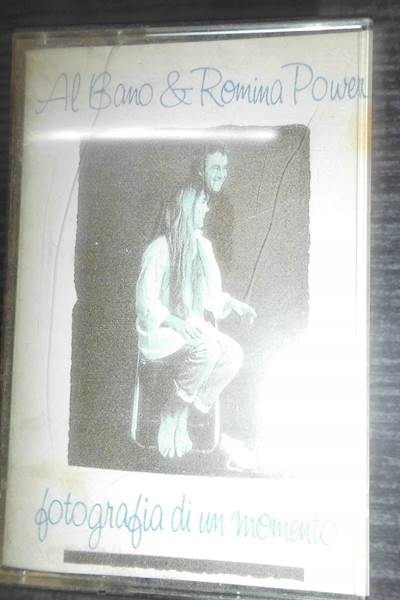 Al Bano & Romina Power
fotografia di un momento